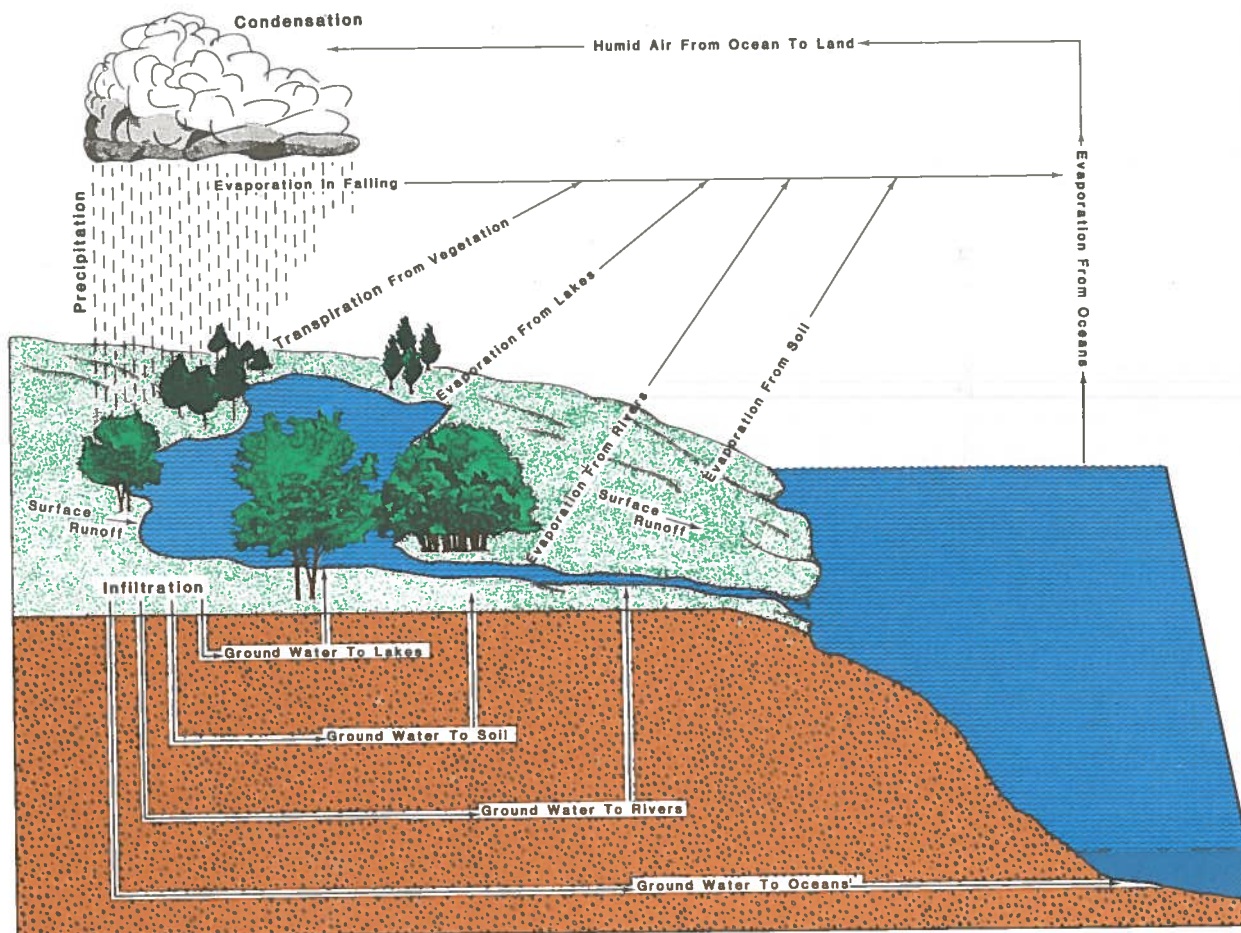 Condensation
Humid Air From Ocean To Land
Evaporation In Falling
Precipitation
Transpiration From Vegetation
Evaporation From Lakes
Evaporation From Rivers
Evaporation From Soil
Evaporation From Oceans
Surface
Runoff
Surface
Runoff
Infiltration
Ground Water To Lakes
Ground Water To Soil
Ground Water To Rivers
Ground Water To Oceans